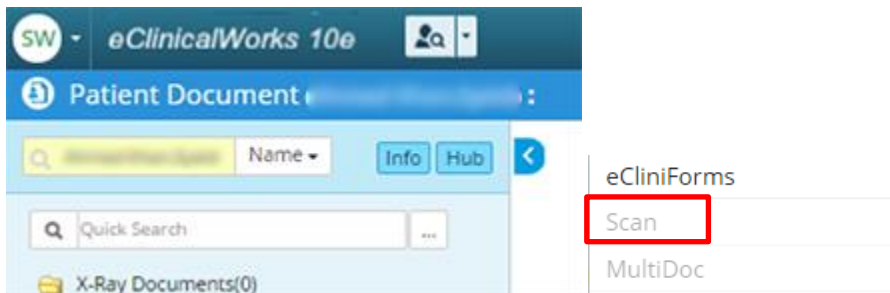 SW eClinicalWorks 10e
Patient Document ( ) :
Name Info Hub
Quick Search ...
X-Ray Documents(0)
eCliniForms
Scan
MultiDoc